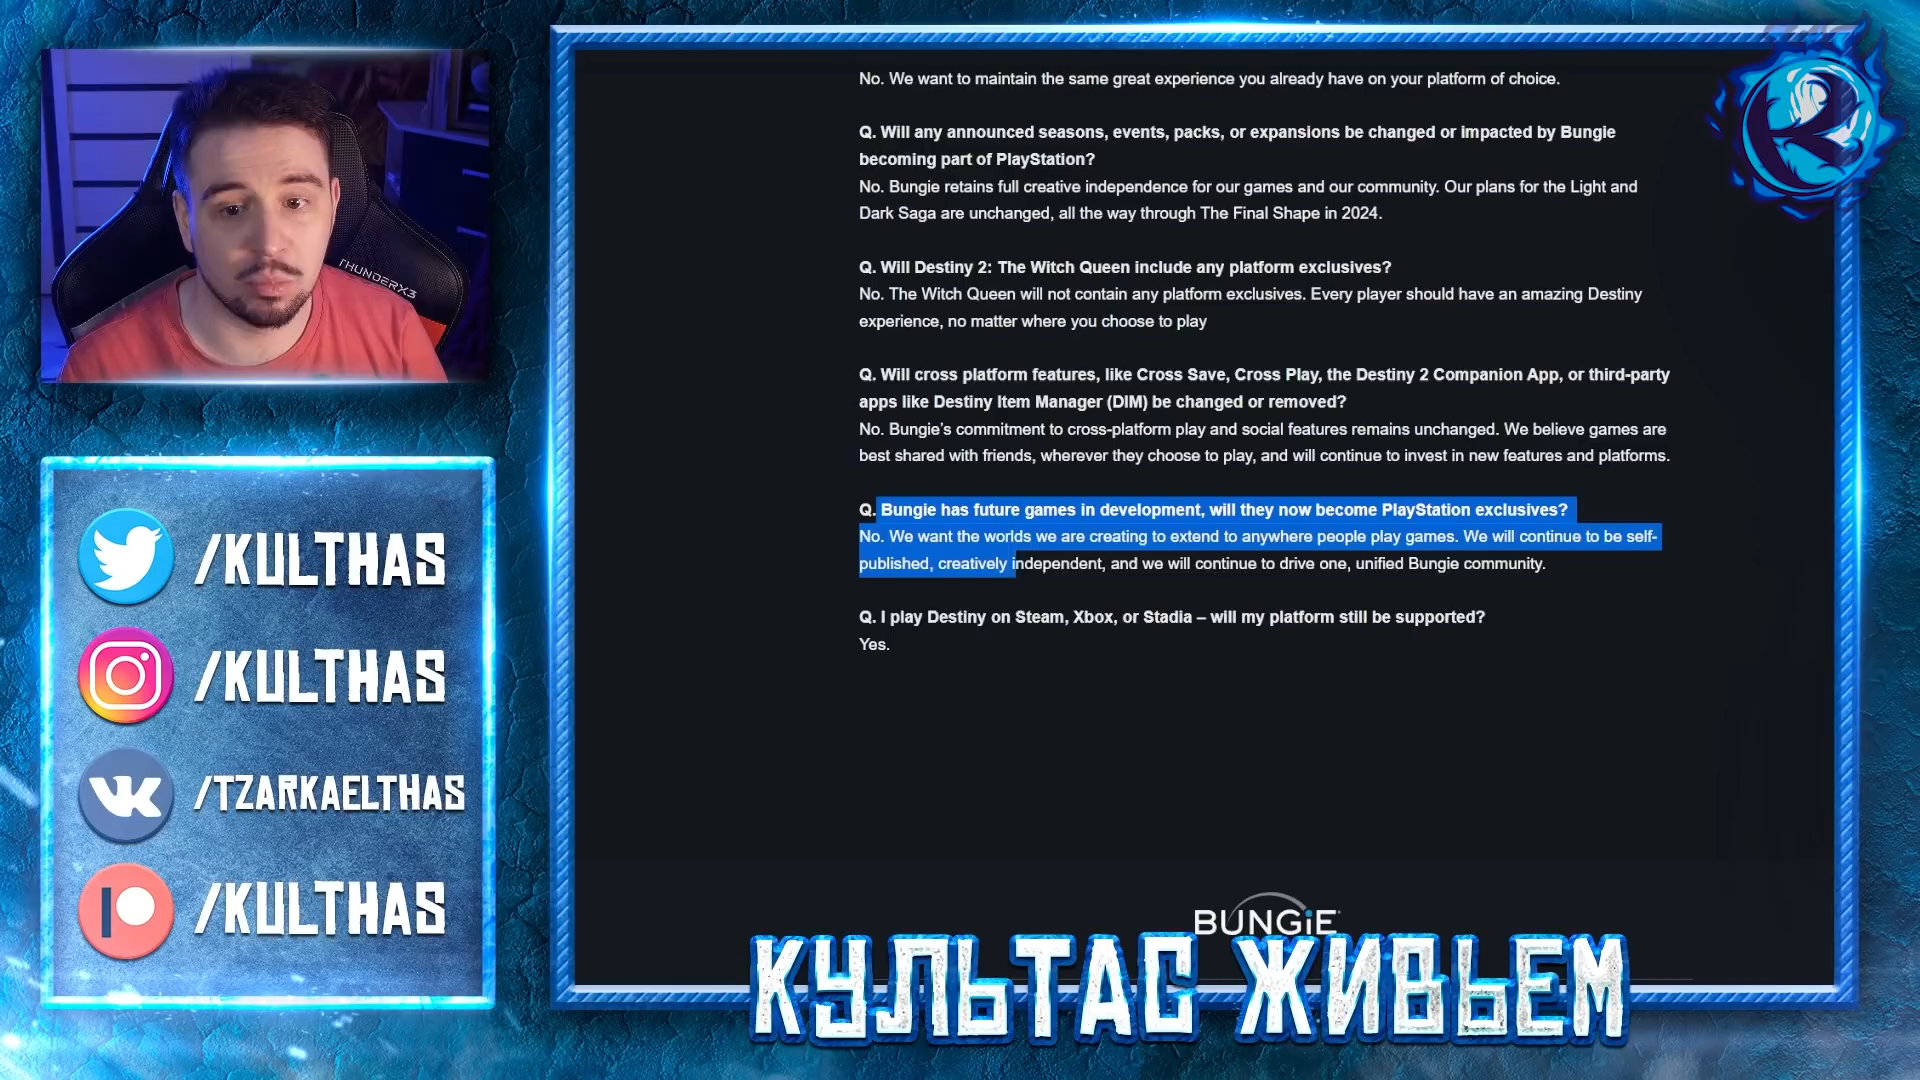 No. We want to maintain the same great experience you already have on your platform of choice.
Q. Will any announced seasons, events, packs, or expansions be changed or impacted by Bungie
becoming part of PlayStation?
No. Bungie retains full creative independence for our games and our community. Our plans for the Light and
Dark Saga are unchanged, all the way through The Final Shape in 2024.
Q. Will Destiny 2: The Witch Queen include any platform exclusives?
No. The Witch Queen will not contain any platform exclusives. Every player should have an amazing Destiny
experience, no matter where you choose to play
Q. Will cross platform features, like Cross Save, Cross Play, the Destiny 2 Companion App, or third-party
apps like Destiny Item Manager (DIM) be changed or removed?
No. Bungie’s commitment to cross-platform play and social features remains unchanged. We believe games are
best shared with friends, wherever they choose to play, and will continue to invest in new features and platforms.
Q. Bungie has future games in development, will they now become PlayStation exclusives?
No. We want the worlds we are creating to extend to anywhere people play games. We will continue to be self-
published, creatively independent, and we will continue to drive one, unified Bungie community.
Q. I play Destiny on Steam, Xbox, or Stadia – will my platform still be supported?
Yes.
BUNGiE
THUNDERX3
/KULTHAS
/KULTHAS
VK
/TZARKAELTHAS
/KULTHAS
КУЛЬТАС ЖИВЬЕМ